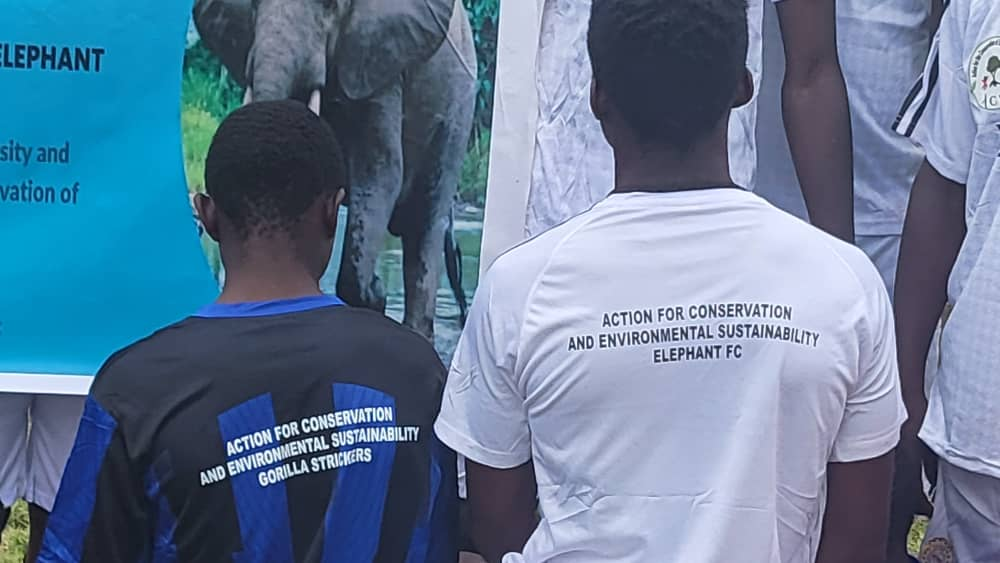 ELEPHANT
sity and
vation of
ACTION FOR CONSERVATION
AND ENVIRONMENTAL SUSTAINABILITY
GORILLA STRICKERS
ACTION FOR CONSERVATION
AND ENVIRONMENTAL SUSTAINABILITY
ELEPHANT FC